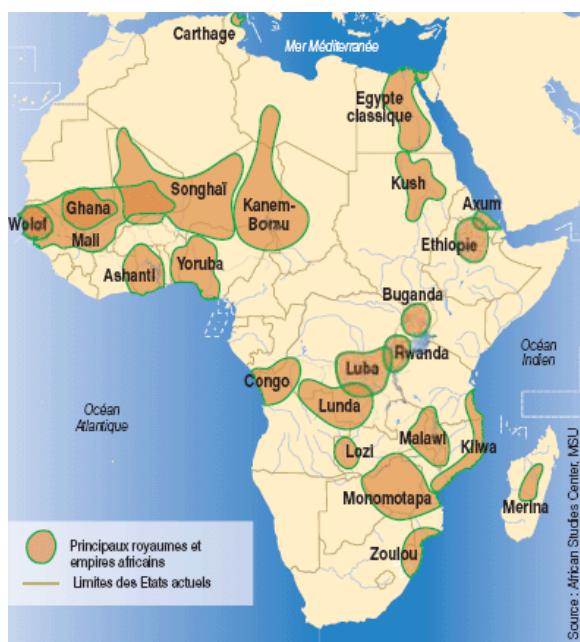 Carthage
Mer Méditerranée
Egypte
classique
Songhaï
Kanem-
Bornu
Kush
Axum
Ghana
Wolof
Mali
Ethiopie
Ashanti
Yoruba
Buganda
Rwanda
Océan
Indien
Luba
Congo
Lunda
Océan
Atlantique
Malawi
Kilwa
Lozi
Monomotapa
Merina
Zoulou
Principaux royaumes et
empires africains
Limites des Etats actuels
Source : African Studies Center, MSU